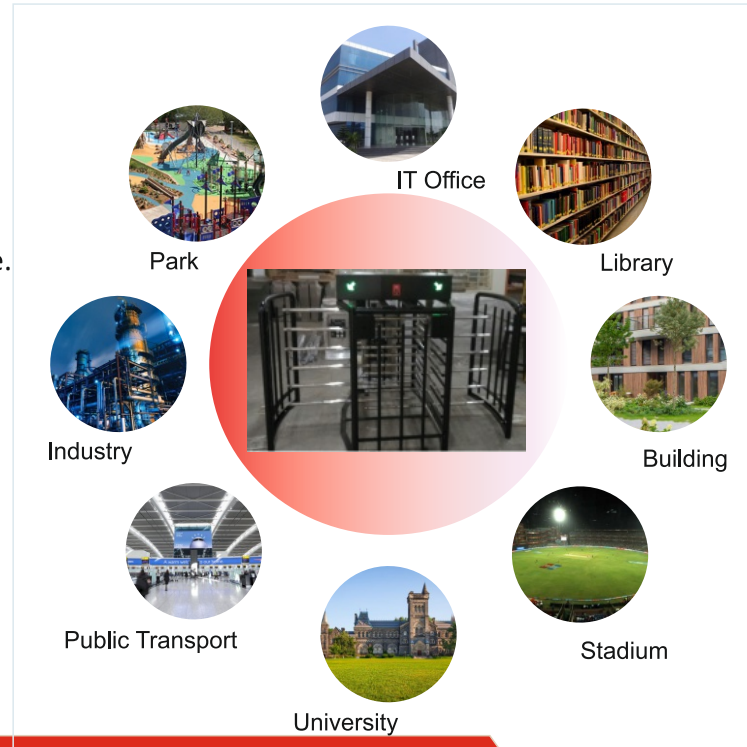 IT Office
Park
e.
Library
Industry
Building
Public Transport
Stadium
University